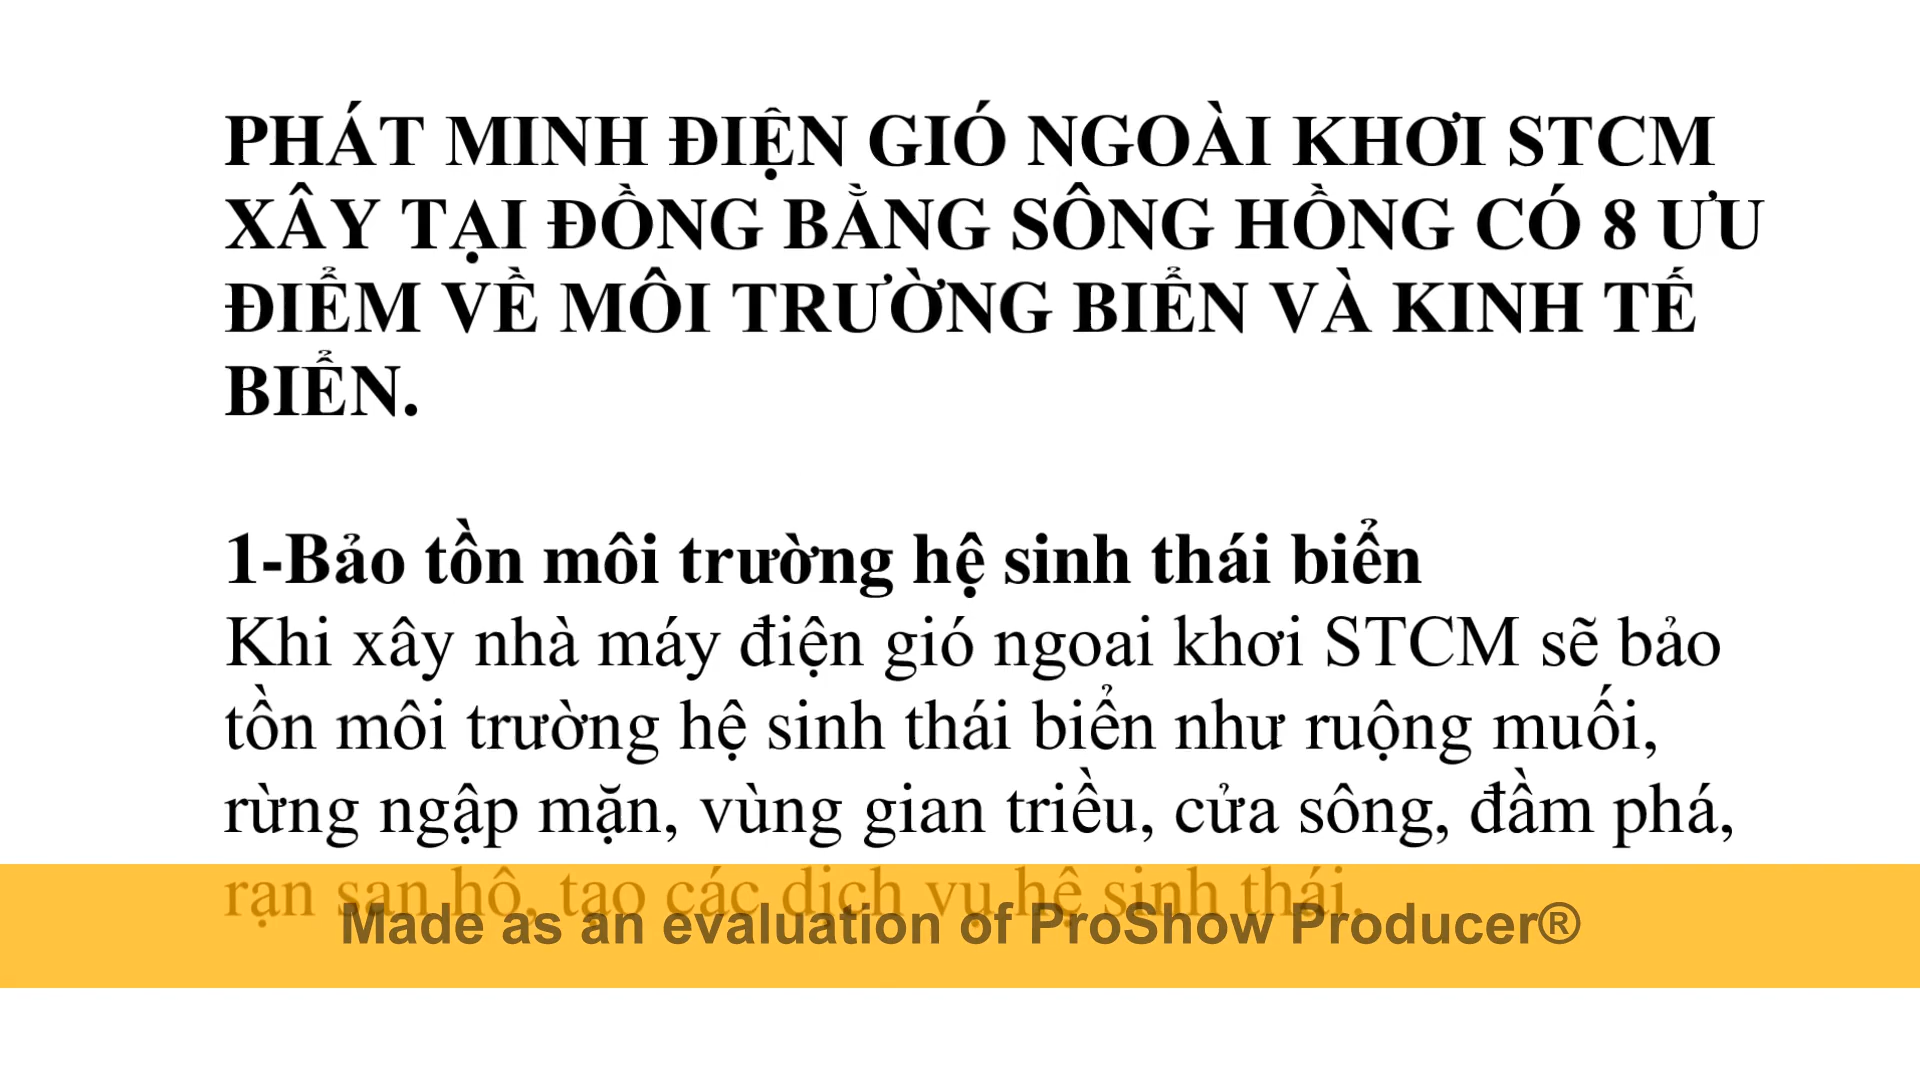 PHÁT MINH ĐIỆN GIÓ NGOÀI KHƠI STCM
XÂY TẠI ĐỒNG BẰNG SÔNG HỒNG CÓ 8 ƯU
ĐIỂM VỀ MÔI TRƯỜNG BIỂN VÀ KINH TẾ
BIỂN.
1-Bảo tồn môi trường hệ sinh thái biển
Khi xây nhà máy điện gió ngoai khơi STCM sẽ bảo
tồn môi trường hệ sinh thái biển như ruộng muối,
rừng ngập mặn, vùng gian triều, cửa sông, đầm phá,
rạn san hô, tạo các dịch vụ hệ sinh thái.
Made as an evaluation of ProShow Producer®